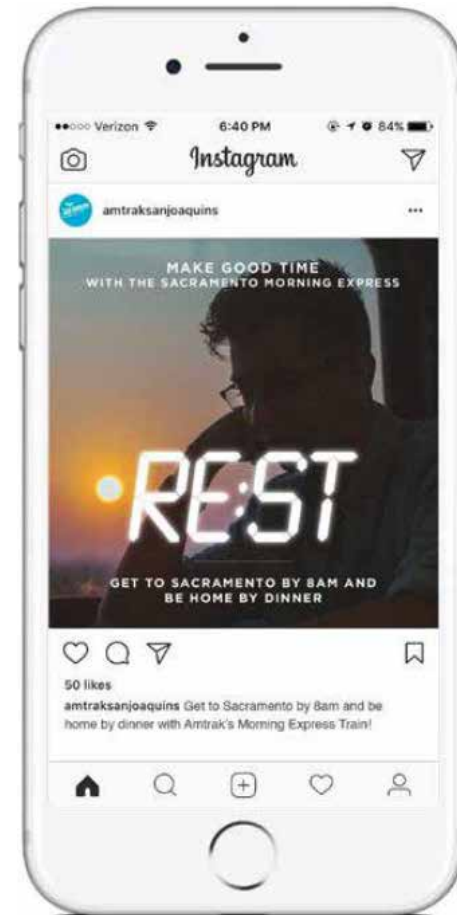 Verizon 6:40 PM 84%
Instagram
amtraksanjoaquins
MAKE GOOD TIME
WITH THE SACRAMENTO MORNING EXPRESS
RE:ST
GET TO SACRAMENTO BY 8AM AND
BE HOME BY DINNER
50 likes
amtraksanjoaquins Get to Sacramento by 8am and be
home by dinner with Amtrak's Morning Express Train!